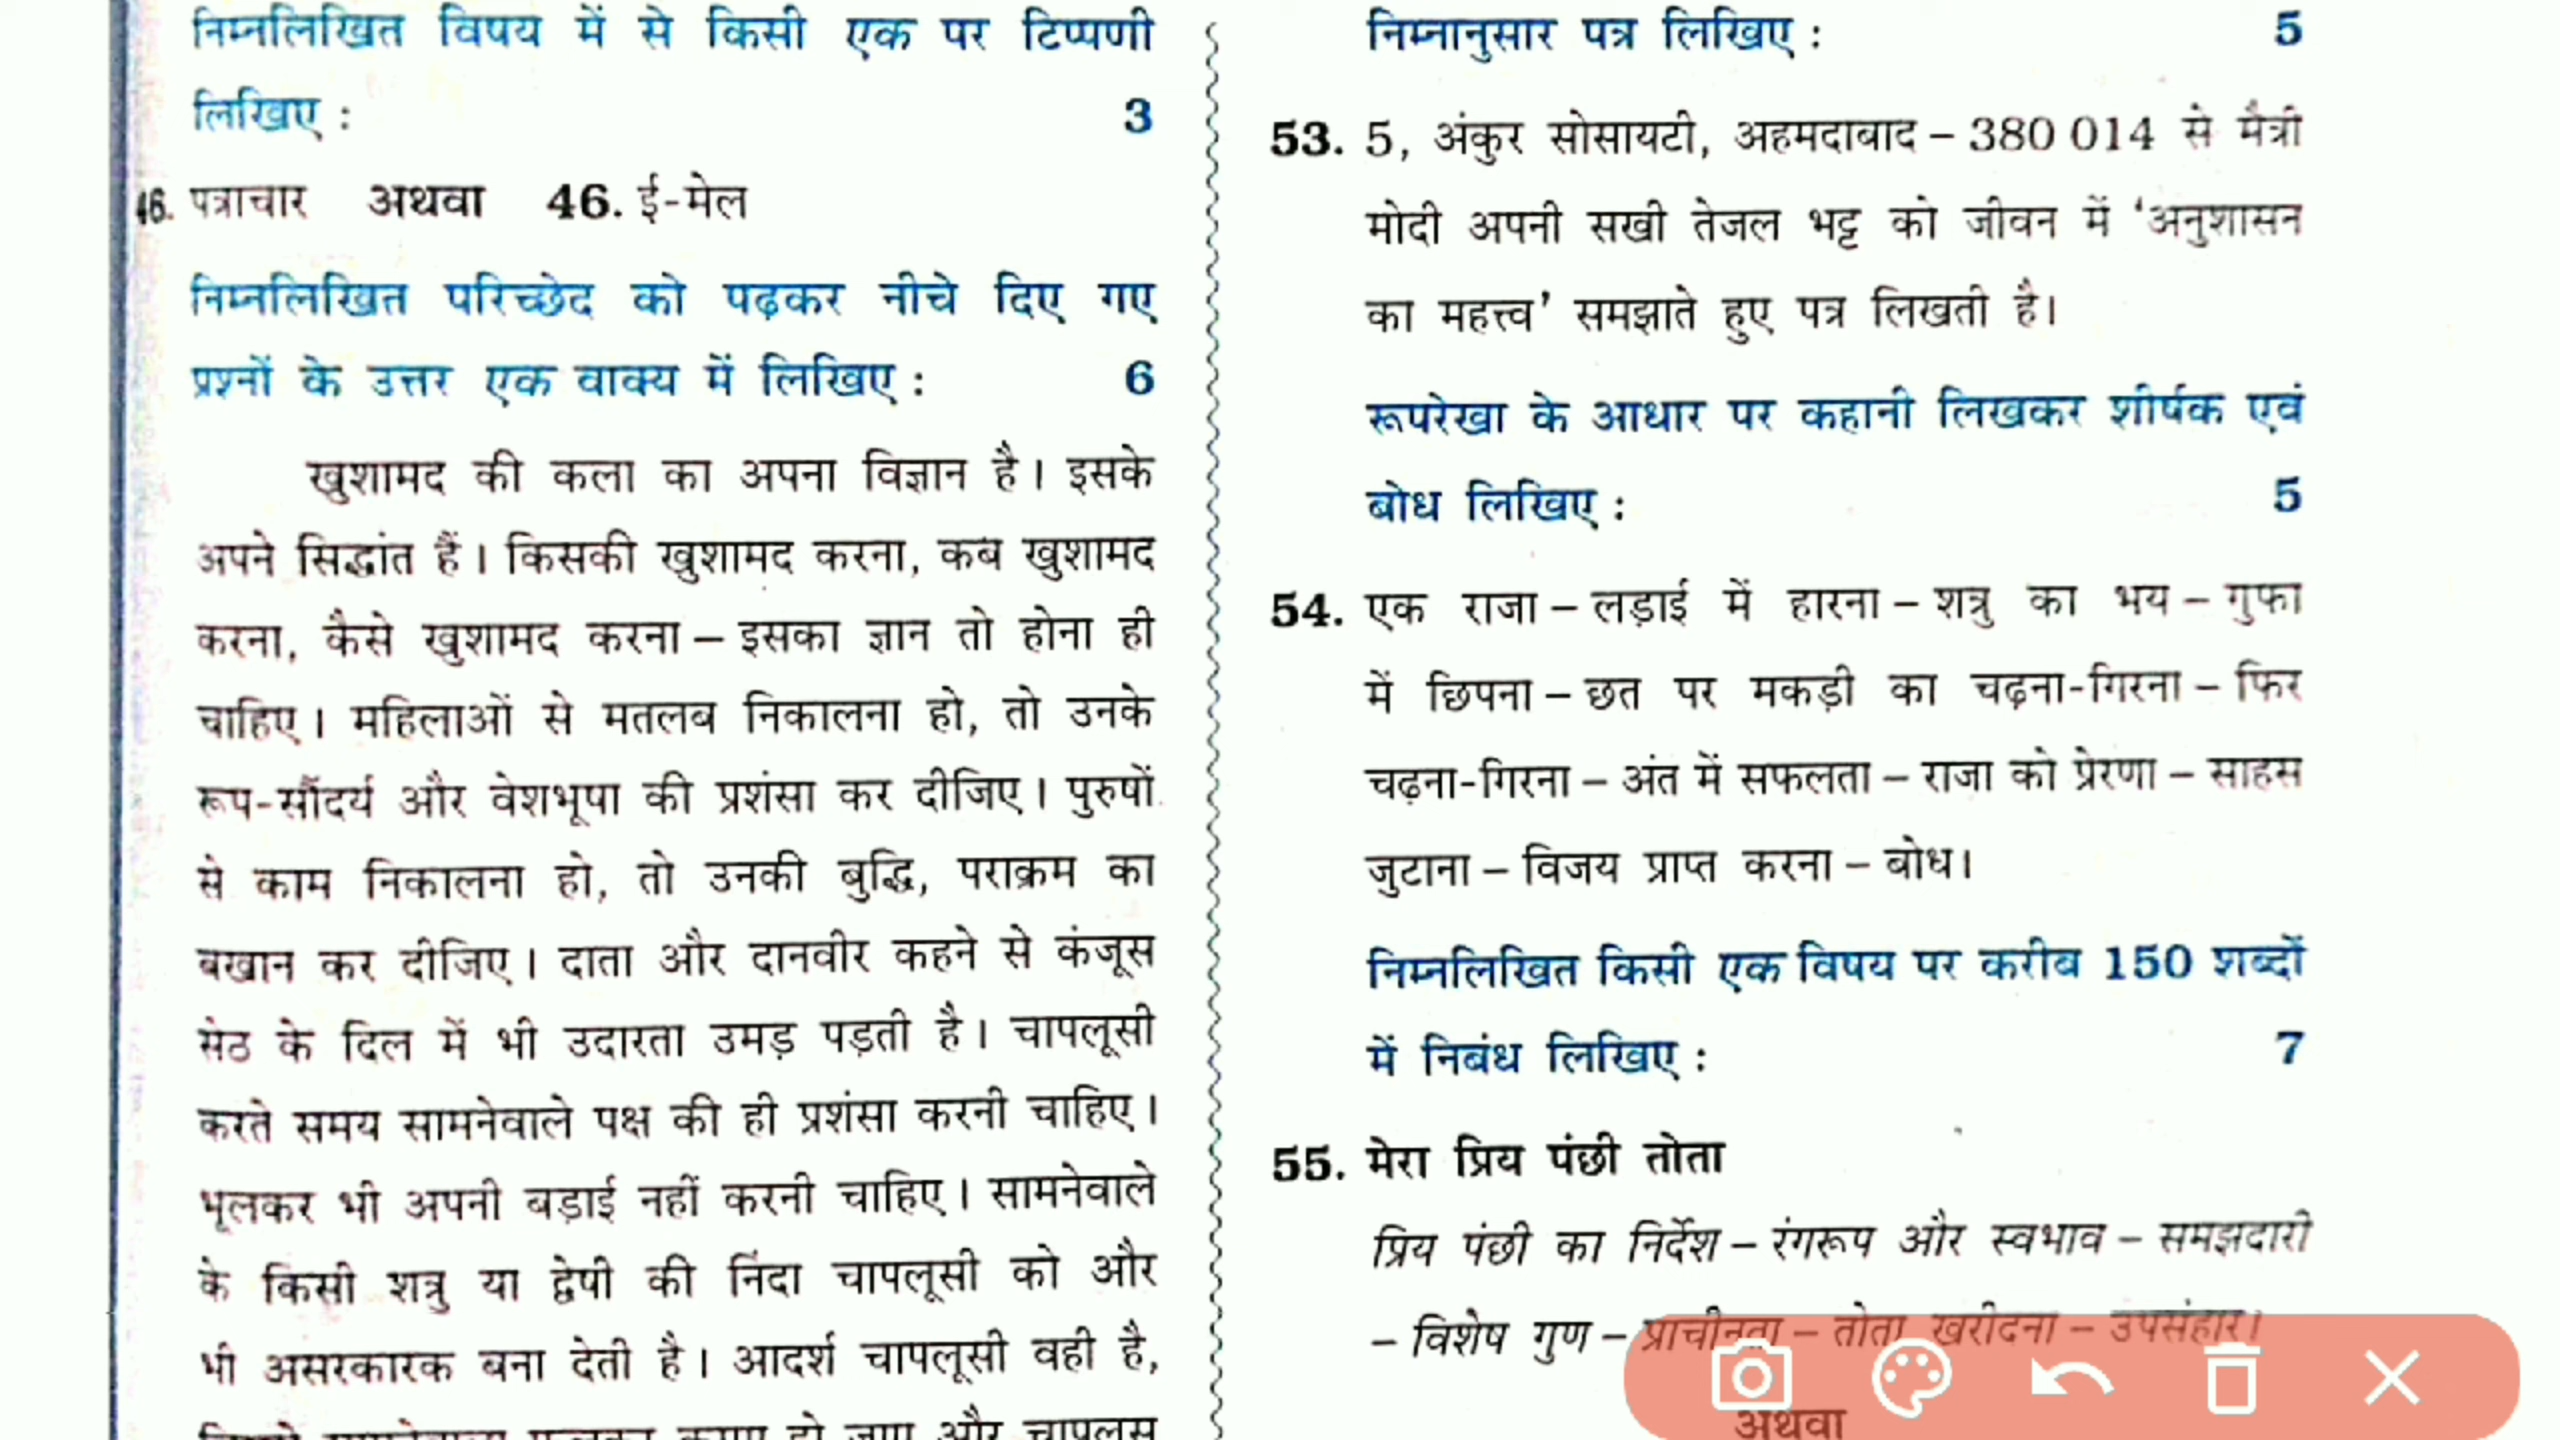 निम्नलिखित विषय में से किसी एक पर टिप्पणी
लिखिए : 3
46. पत्राचार अथवा 46. ई-मेल
निम्नलिखित परिच्छेद को पढ़कर नीचे दिए गए
प्रश्नों के उत्तर एक वाक्य में लिखिए : 6
खुशामद की कला का अपना विज्ञान है। इसके
अपने सिद्धांत हैं। किसकी खुशामद करना, कब खुशामद
करना, कैसे खुशामद करना – इसका ज्ञान तो होना ही
चाहिए। महिलाओं से मतलब निकालना हो, तो उनके
रूप-सौंदर्य और वेशभूषा की प्रशंसा कर दीजिए। पुरुषों
से काम निकालना हो, तो उनकी बुद्धि, पराक्रम का
बखान कर दीजिए। दाता और दानवीर कहने से कंजूस
सेठ के दिल में भी उदारता उमड़ पड़ती है। चापलूसी
करते समय सामनेवाले पक्ष की ही प्रशंसा करनी चाहिए।
भूलकर भी अपनी बड़ाई नहीं करनी चाहिए। सामनेवाले
के किसी शत्रु या द्वेषी की निंदा चापलूसी को और
भी असरकारक बना देती है। आदर्श चापलूसी वही है,
हो जाए और चापलूस
निम्नानुसार पत्र लिखिए : 5
53. 5, अंकुर सोसायटी, अहमदाबाद – 380 014 से मैत्री
मोदी अपनी सखी तेजल भट्ट को जीवन में ‘अनुशासन
का महत्त्व’ समझाते हुए पत्र लिखती है।
रूपरेखा के आधार पर कहानी लिखकर शीर्षक एवं
बोध लिखिए : 5
54. एक राजा – लड़ाई में हारना – शत्रु का भय – गुफा
में छिपना – छत पर मकड़ी का चढ़ना-गिरना – फिर
चढ़ना-गिरना – अंत में सफलता – राजा को प्रेरणा – साहस
जुटाना – विजय प्राप्त करना – बोध।
निम्नलिखित किसी एक विषय पर करीब 150 शब्दों
में निबंध लिखिए : 7
55. मेरा प्रिय पंछी तोता
प्रिय पंछी का निर्देश – रंगरूप और स्वभाव – समझदारी
– विशेष गुण – प्राचीनता – तोता खरीदना – उपसंहार।
अथवा